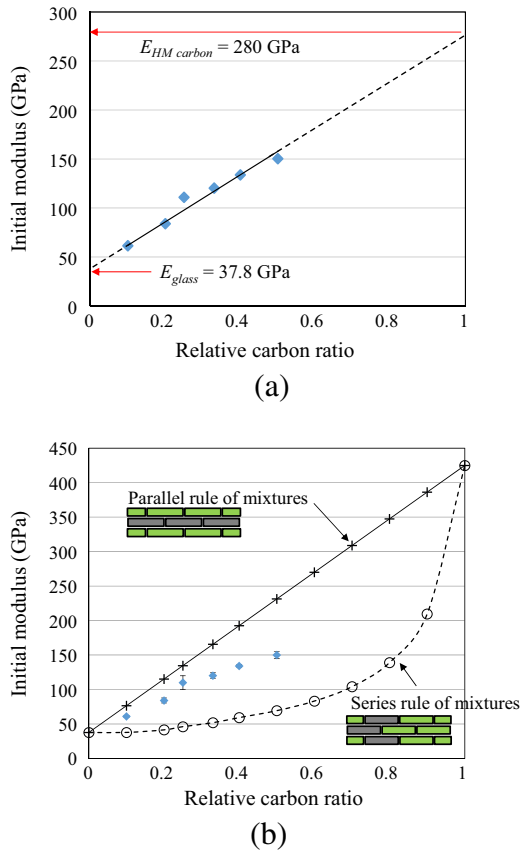 300
250
200
150
100
50
0
Initial modulus (GPa)
E_HM carbon = 280 GPa
E_glass = 37.8 GPa
0 0.2 0.4 0.6 0.8 1
Relative carbon ratio
(a)
450
400
350
300
250
200
150
100
50
0
Initial modulus (GPa)
Parallel rule of mixtures
Series rule of mixtures
0 0.2 0.4 0.6 0.8 1
Relative carbon ratio
(b)